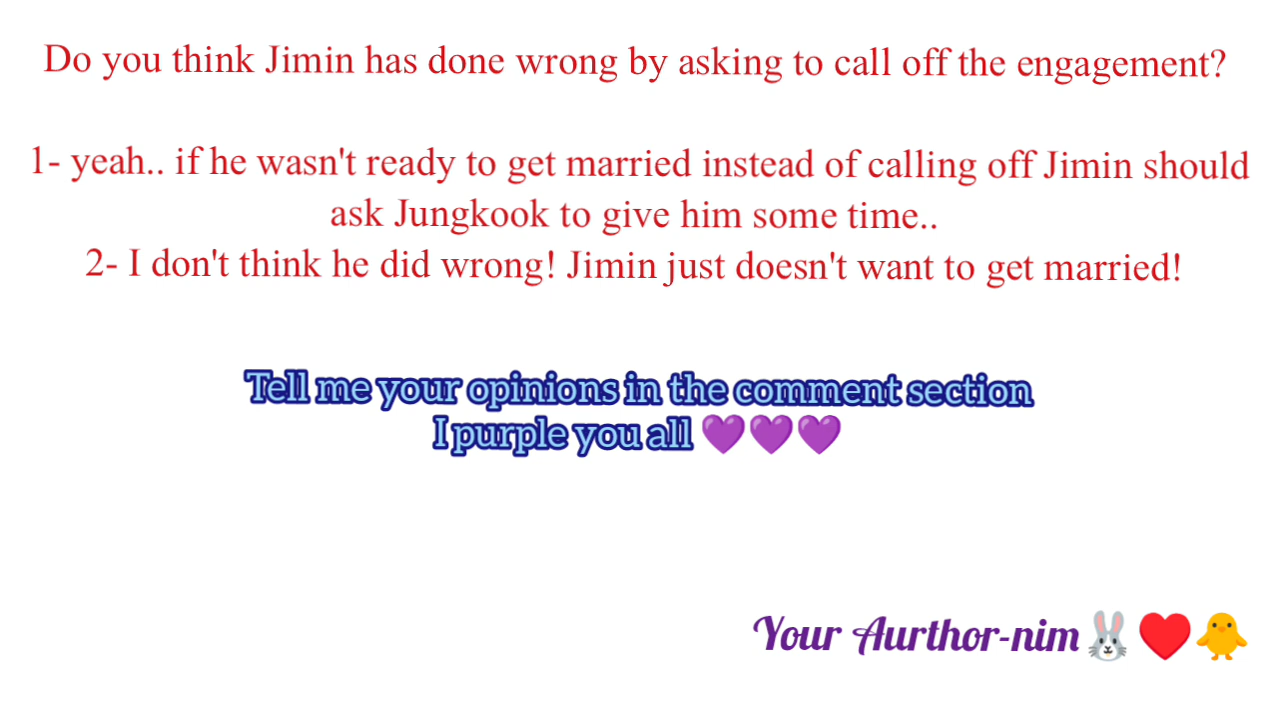 Do you think Jimin has done wrong by asking to call off the engagement?
1- yeah.. if he wasn't ready to get married instead of calling off Jimin should
ask Jungkook to give him some time..
2- I don't think he did wrong! Jimin just doesn't want to get married!
Tell me your opinions in the comment section
I purple you all 💜💜💜
Your Aurthor-nim🐰❤️🐥